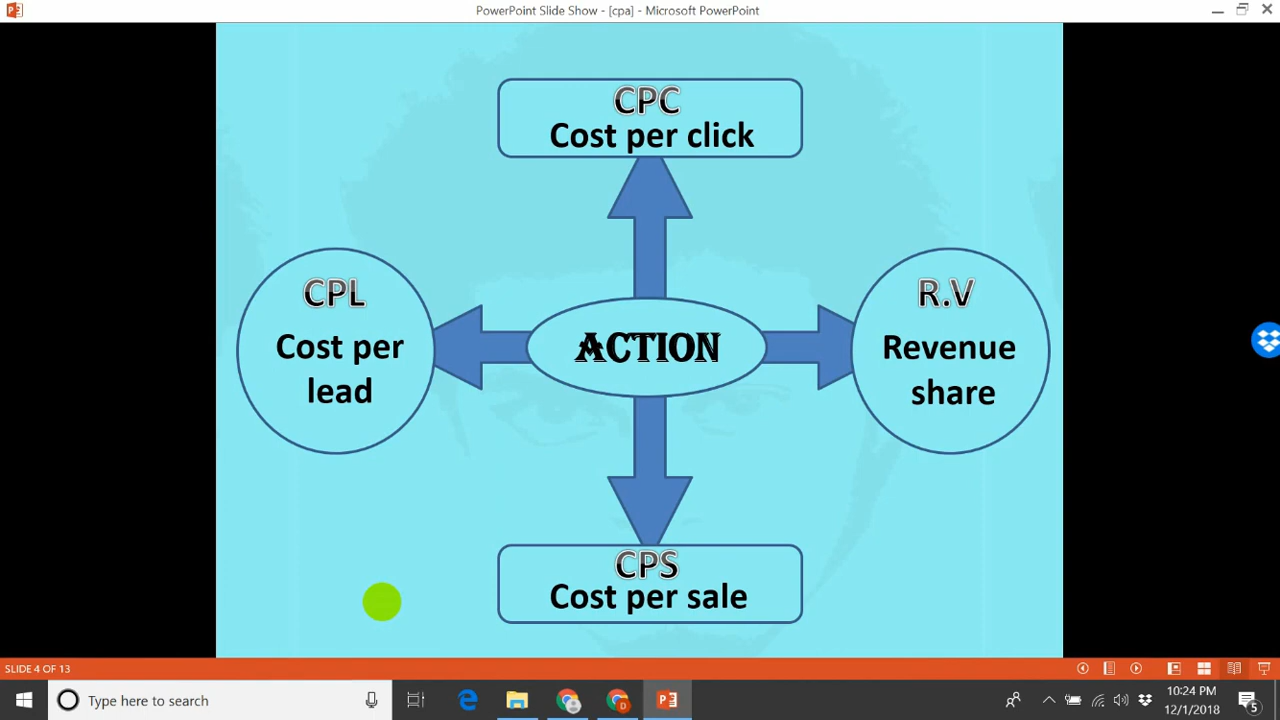 PowerPoint Slide Show - [cpa] - Microsoft PowerPoint
CPC
Cost per click
CPL
Cost per
lead
ACTION
R.V
Revenue
share
CPS
Cost per sale
SLIDE 4 OF 13
Type here to search
10:24 PM
12/1/2018
5